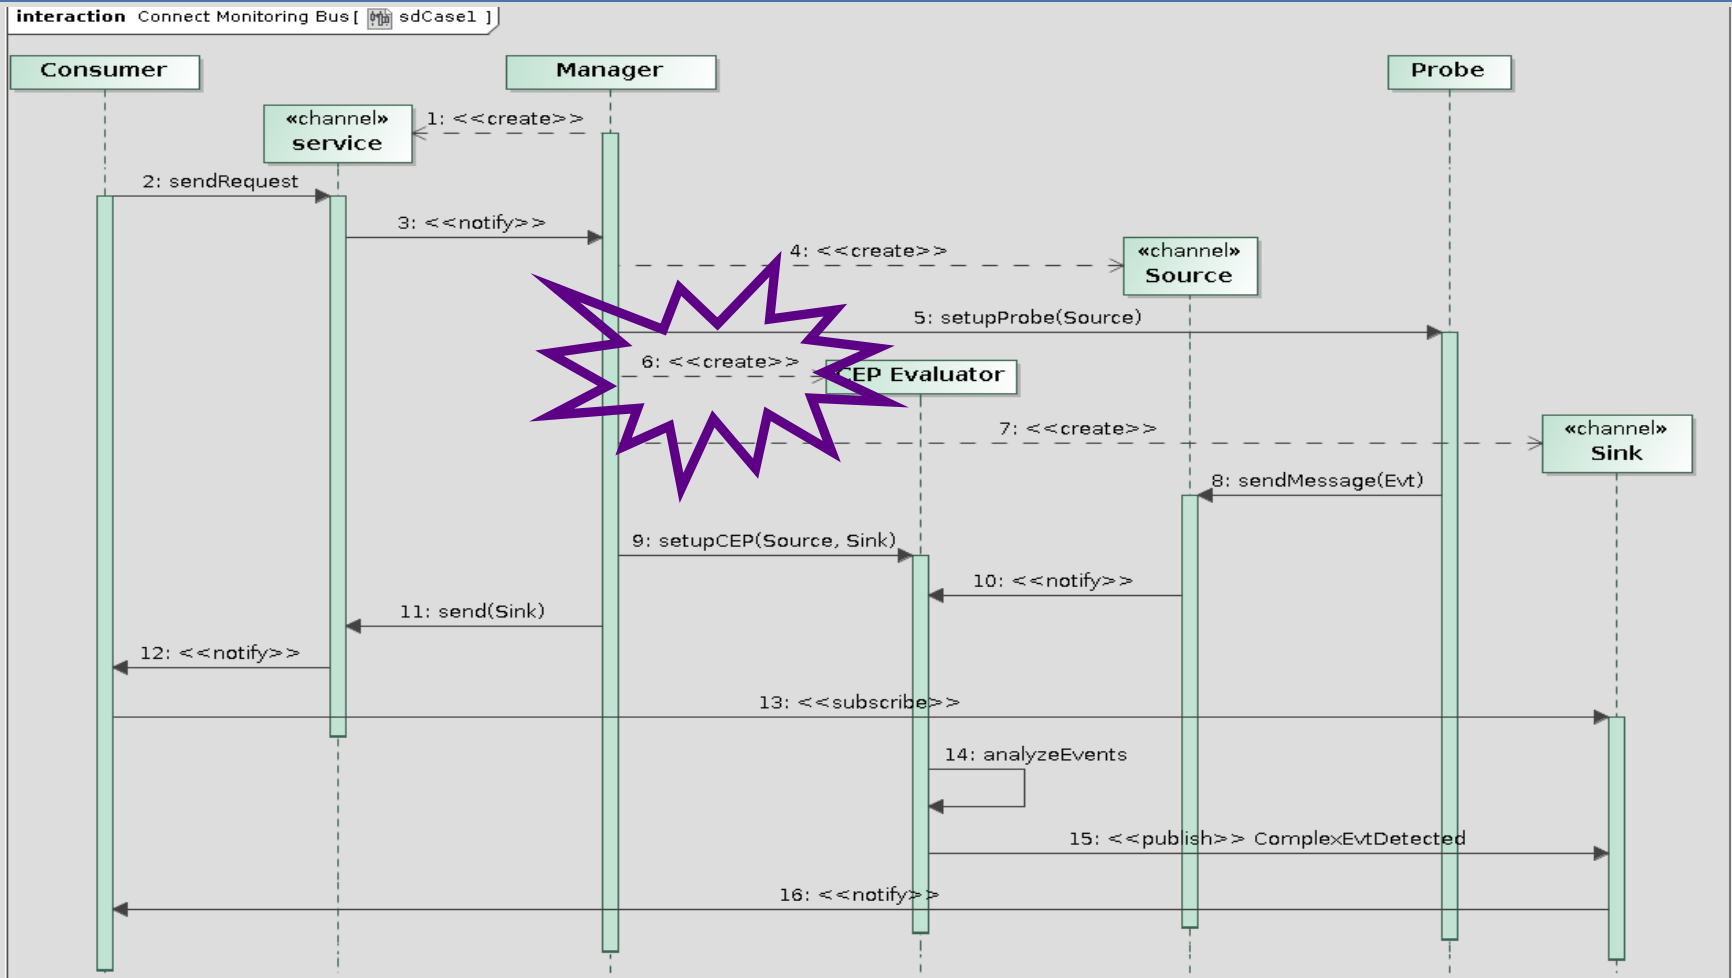 interaction Connect Monitoring Bus[ sdCase1 ]
Consumer
Manager
Probe
«channel»
service
1: <<create>>
2: sendRequest
3: <<notify>>
4: <<create>>
«channel»
Source
5: setupProbe(Source)
6: <<create>>
CEP Evaluator
7: <<create>>
«channel»
Sink
8: sendMessage(Evt)
9: setupCEP(Source, Sink)
10: <<notify>>
11: send(Sink)
12: <<notify>>
13: <<subscribe>>
14: analyzeEvents
15: <<publish>> ComplexEvtDetected
16: <<notify>>